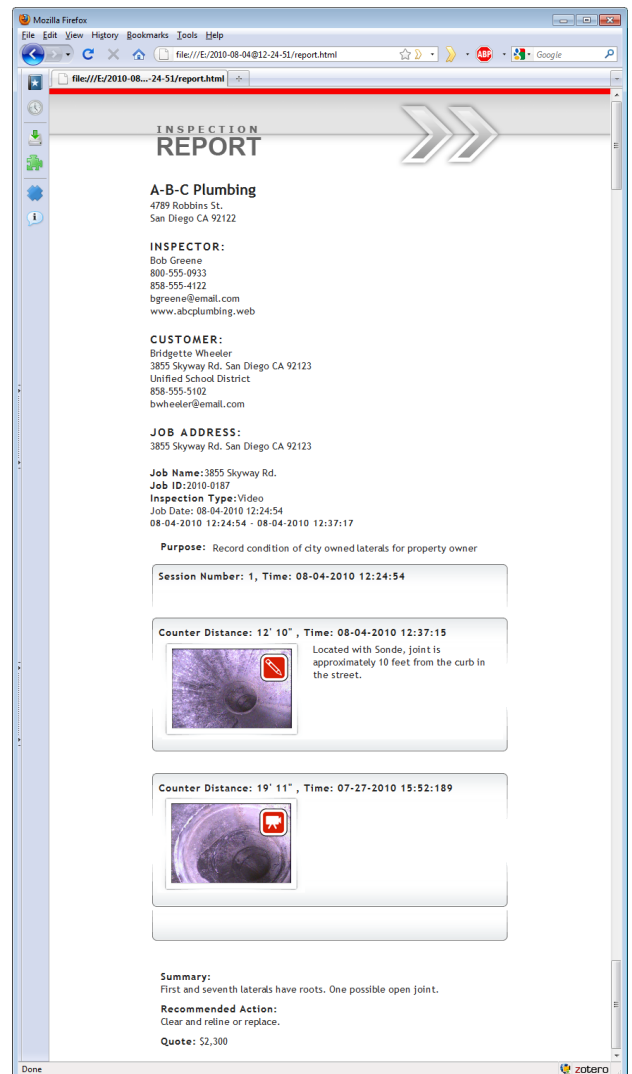 Mozilla Firefox
File Edit View History Bookmarks Tools Help
file:///E:/2010-08-04@12-24-51/report.html
ABP
Google
file:///E:/2010-08...-24-51/report.html
INSPECTION
REPORT
A-B-C Plumbing
4789 Robbins St.
San Diego CA 92122
INSPECTOR:
Bob Greene
800-555-0933
858-555-4122
bgreene@email.com
www.abcplumbing.web
CUSTOMER:
Bridgette Wheeler
3855 Skyway Rd. San Diego CA 92123
Unified School District
858-555-5102
bwheeler@email.com
JOB ADDRESS:
3855 Skyway Rd. San Diego CA 92123
Job Name:3855 Skyway Rd.
Job ID:2010-0187
Inspection Type:Video
Job Date: 08-04-2010 12:24:54
08-04-2010 12:24:54 - 08-04-2010 12:37:17
Purpose: Record condition of city owned laterals for property owner
Session Number: 1, Time: 08-04-2010 12:24:54
Counter Distance: 12' 10" , Time: 08-04-2010 12:37:15
Located with Sonde, joint is
approximately 10 feet from the curb in
the street.
Counter Distance: 19' 11" , Time: 07-27-2010 15:52:189
Summary:
First and seventh laterals have roots. One possible open joint.
Recommended Action:
Clear and reline or replace.
Quote: $2,300
Done
zotero